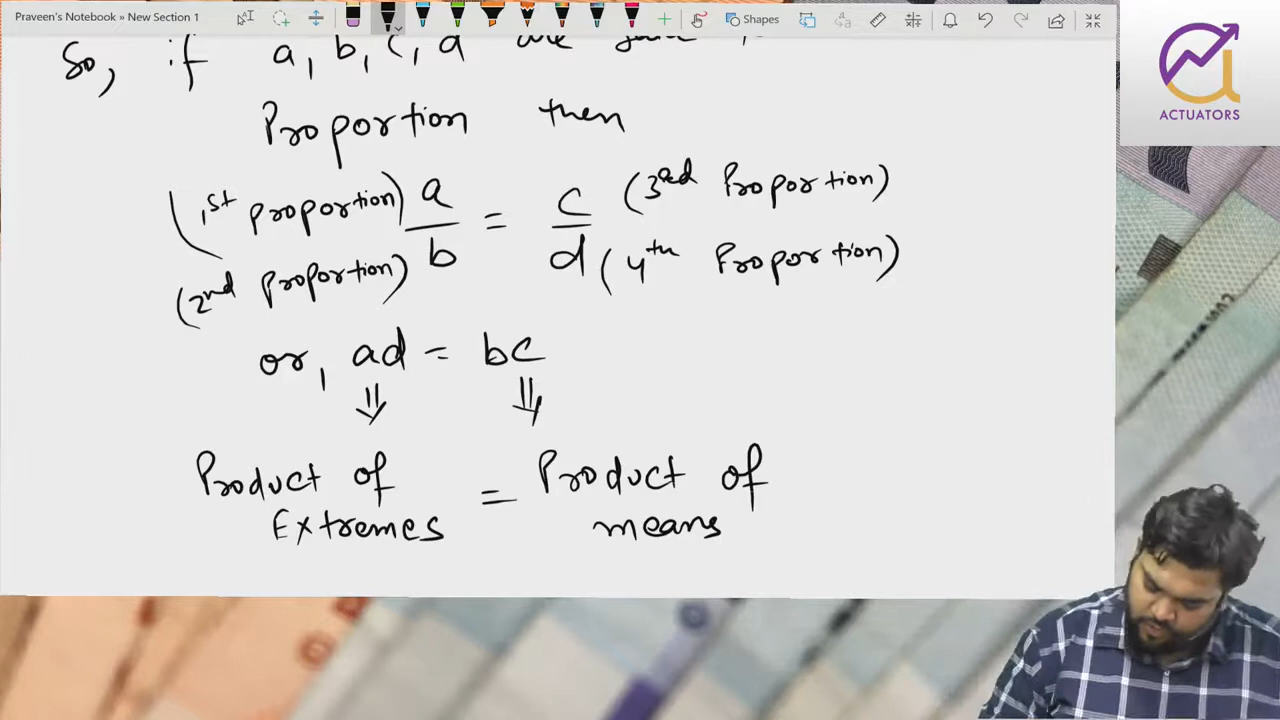 Praveen's Notebook » New Section 1
Shapes
ACTUATORS
So, if a, b, c, d are
Proportion then
(1st proportion) a = c (3rd Proportion)
(2nd proportion) b d (4th Proportion)
or, ad = bc
Product of = Product of
Extremes means